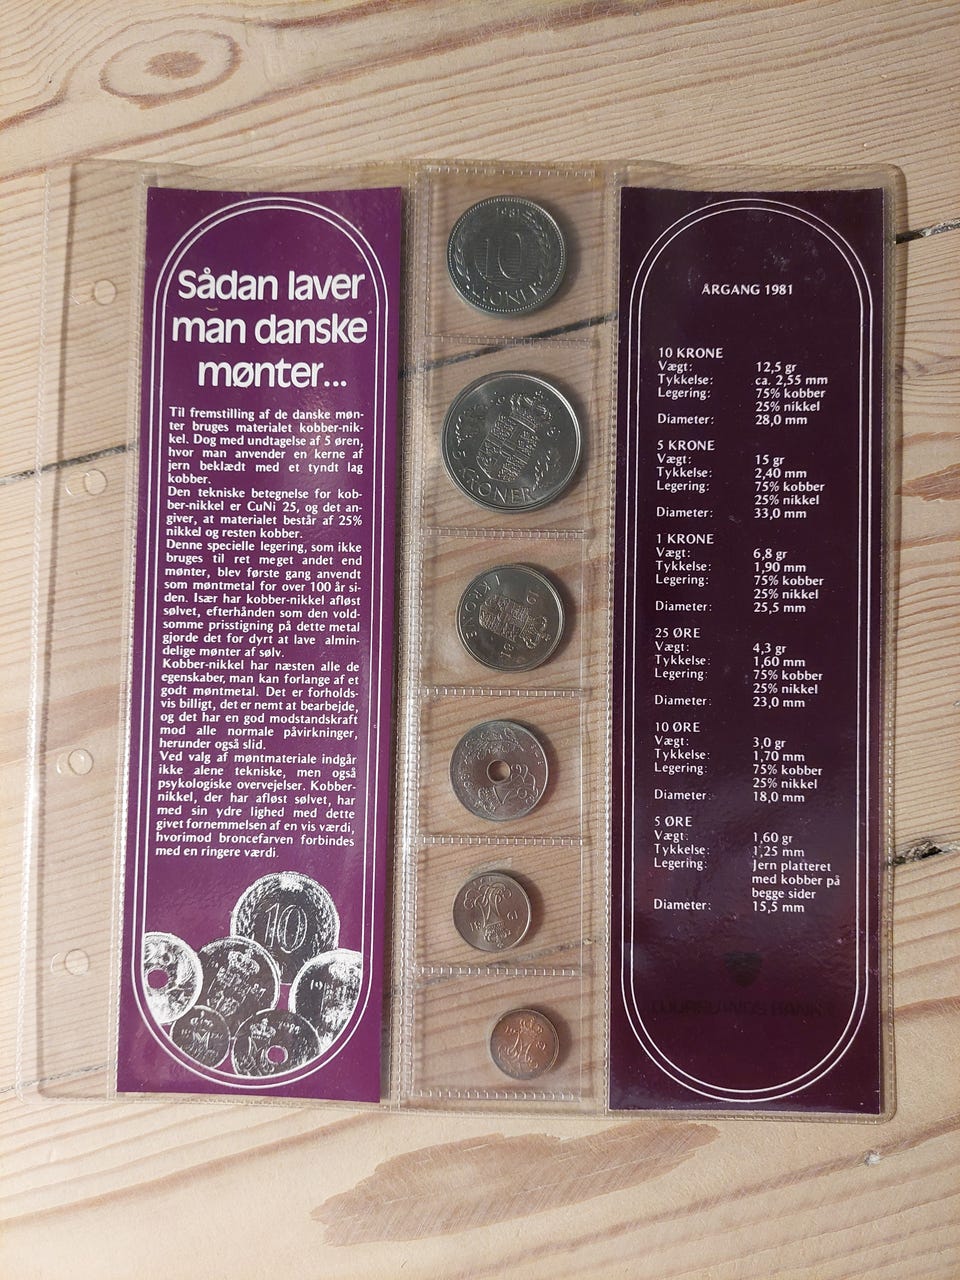 Sådan laver
man danske
mønter...
Til fremstilling af de danske møn-
ter bruges materialet kobber-nik-
kel. Dog med undtagelse af 5 øren,
hvor man anvender en kerne af
jern beklædt med et tyndt lag
kobber.
Den tekniske betegnelse for kob-
ber-nikkel er CuNi 25, og det an-
giver, at materialet består af 25%
nikkel og resten kobber.
Denne specielle legering, som ikke
bruges til ret meget andet end
mønter, blev første gang anvendt
som møntmetal for over 100 år si-
den. Især har kobber-nikkel afløst
sølvet, efterhånden som den vold-
somme prisstigning på dette metal
gjorde det for dyrt at lave almin-
delige mønter af sølv.
Kobber-nikkel har næsten alle de
egenskaber, man kan forlange af et
godt møntmetal. Det er forholds-
vis billigt, det er nemt at bearbejde,
og det har en god modstandskraft
mod alle normale påvirkninger,
herunder også slid.
Ved valg af møntmateriale indgår
ikke alene tekniske, men også
psykologiske overvejelser. Kobber-
nikkel, der har afløst sølvet, har
med sin ydre lighed med dette
givet fornemmelsen af en vis værdi,
hvorimod broncefarven forbindes
med en ringere værdi.
10
1981
10
KRONER
5 KRONER
1 KRONE
25
ÅRGANG 1981
10 KRONE
Vægt: 12,5 gr
Tykkelse: ca. 2,55 mm
Legering: 75% kobber
25% nikkel
Diameter: 28,0 mm
5 KRONE
Vægt: 15 gr
Tykkelse: 2,40 mm
Legering: 75% kobber
25% nikkel
Diameter: 33,0 mm
1 KRONE
Vægt: 6,8 gr
Tykkelse: 1,90 mm
Legering: 75% kobber
25% nikkel
Diameter: 25,5 mm
25 ØRE
Vægt: 4,3 gr
Tykkelse: 1,60 mm
Legering: 75% kobber
25% nikkel
Diameter: 23,0 mm
10 ØRE
Vægt: 3,0 gr
Tykkelse: 1,70 mm
Legering: 75% kobber
25% nikkel
Diameter: 18,0 mm
5 ØRE
Vægt: 1,60 gr
Tykkelse: 1,25 mm
Legering: Jern platteret
med kobber på
begge sider
Diameter: 15,5 mm